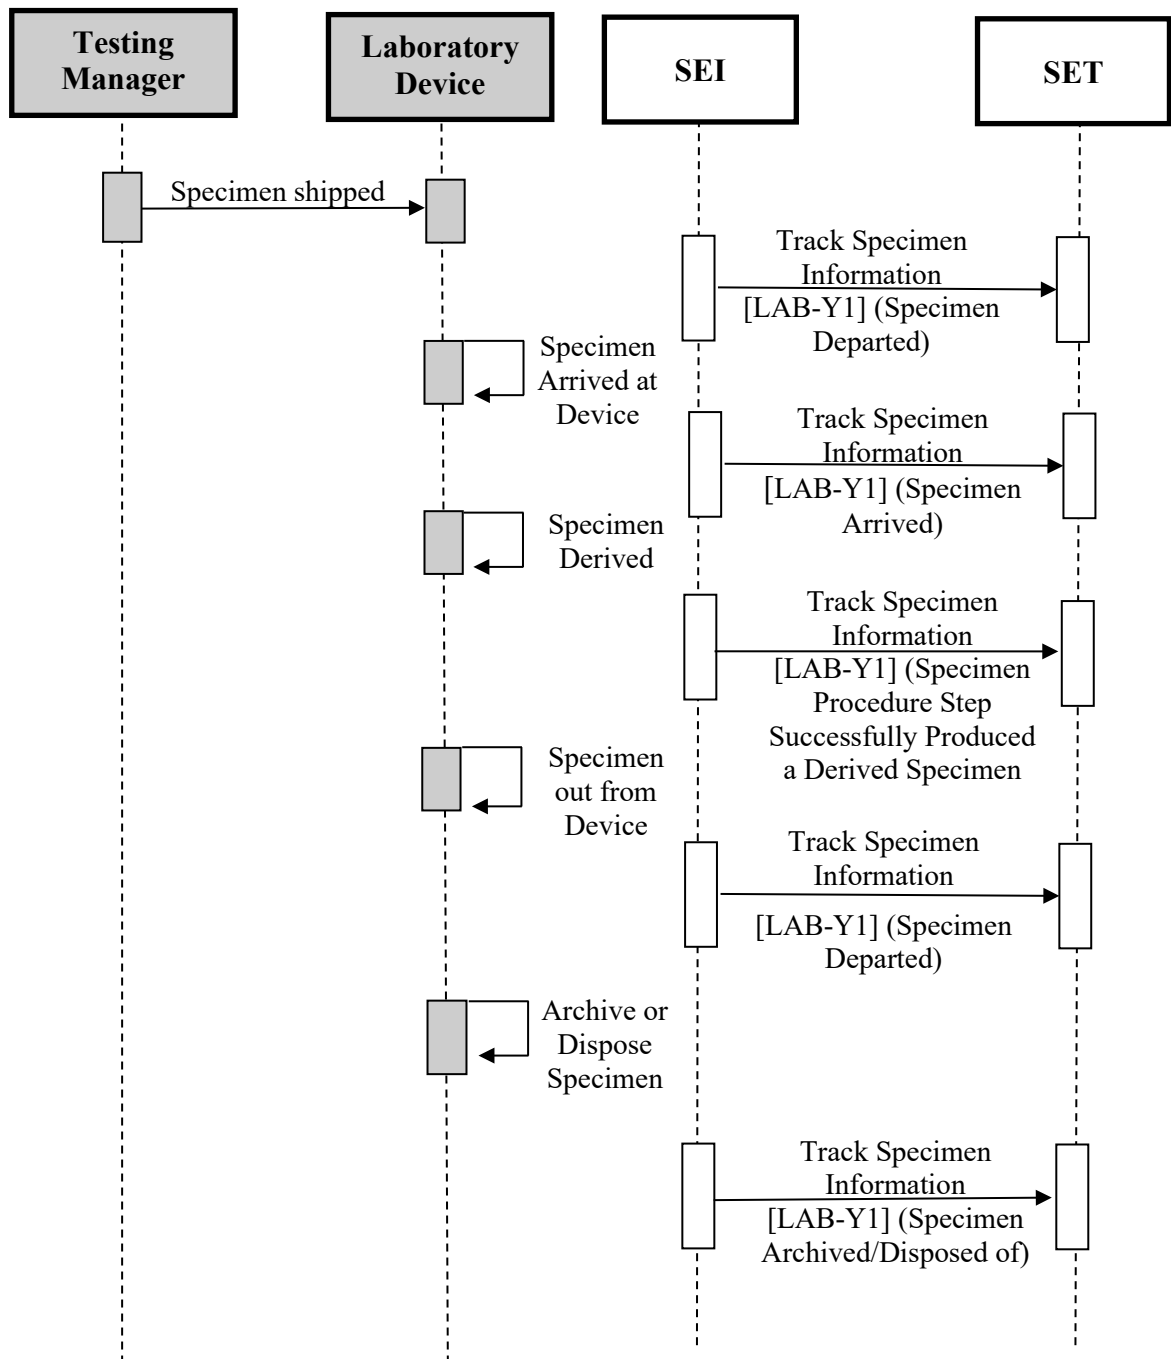 Testing
Manager
Laboratory
Device
SEI
SET
Specimen shipped
Track Specimen
Information
[LAB-Y1] (Specimen
Departed)
Specimen
Arrived at
Device
Track Specimen
Information
[LAB-Y1] (Specimen
Arrived)
Specimen
Derived
Track Specimen
Information
[LAB-Y1] (Specimen
Procedure Step
Successfully Produced
a Derived Specimen
Specimen
out from
Device
Track Specimen
Information
[LAB-Y1] (Specimen
Departed)
Archive or
Dispose
Specimen
Track Specimen
Information
[LAB-Y1] (Specimen
Archived/Disposed of)